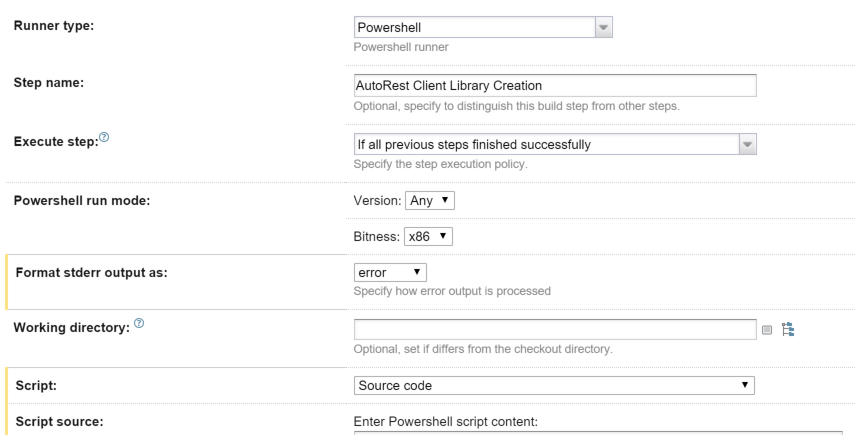 Runner type:
Powershell
Powershell runner
Step name:
AutoRest Client Library Creation
Optional, specify to distinguish this build step from other steps.
Execute step: ?
If all previous steps finished successfully
Specify the step execution policy.
Powershell run mode:
Version: Any
Bitness: x86
Format stderr output as:
error
Specify how error output is processed
Working directory: ?
Optional, set if differs from the checkout directory.
Script:
Source code
Script source:
Enter Powershell script content: